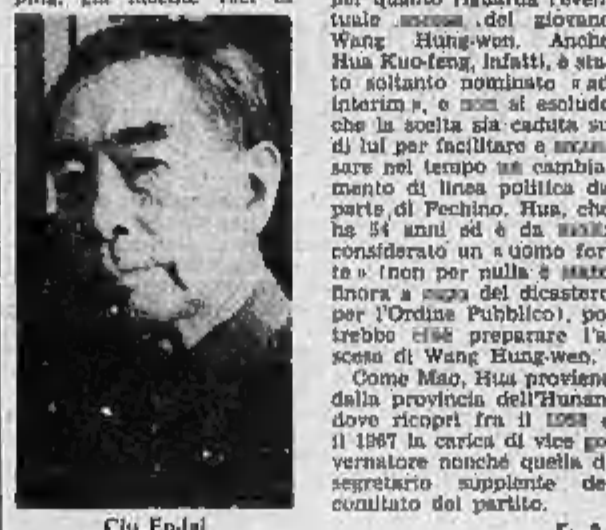 per quanto riguarda l'even-
tuale del giovane
Wang Hung-wen. Anche
Hua Kuo-feng, infatti, è sta-
to soltanto nominato « ad
interim », e non si esclude
che la scelta sia caduta su
di lui per facilitare e
sare nel tempo un cambia-
mento di linea politica da
parte di Pechino. Hua, che
ha 54 anni ed è da
considerato un « uomo for-
te » (non per nulla è stato
finora a capo del dicastero
per l'Ordine Pubblico), po-
trebbe cioè preparare l'a-
scesa di Wang Hung-wen.
Come Mao, Hua proviene
dalla provincia dell'Hunan
dove ricoprì fra il e
il 1967 la carica di vice go-
vernatore nonché quella di
segretario supplente del
comitato del partito.
Ciu En-lai